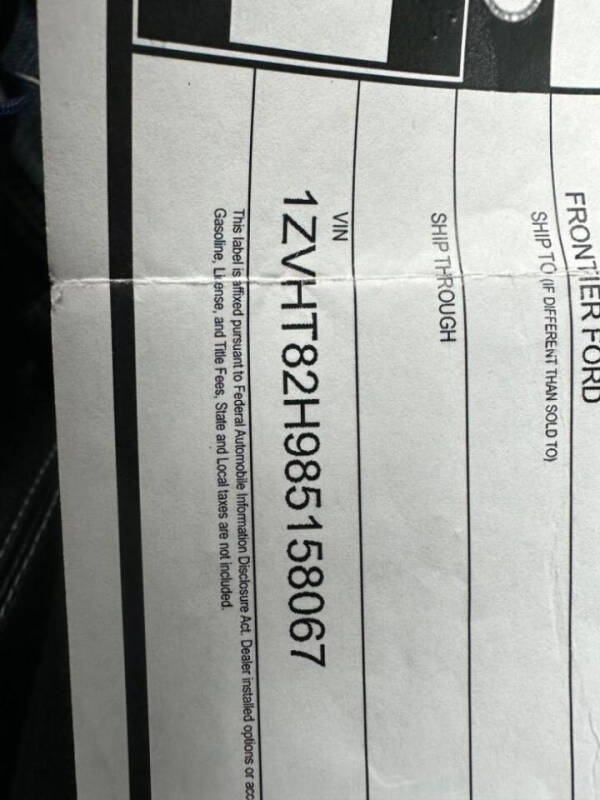 FRONTIER FORD
SHIP TO (IF DIFFERENT THAN SOLD TO)
SHIP THROUGH
VIN
1ZVHT82H985158067
This label is affixed pursuant to Federal Automobile Information Disclosure Act. Dealer installed options or acc
Gasoline, License, and Title Fees, State and Local taxes are not included.